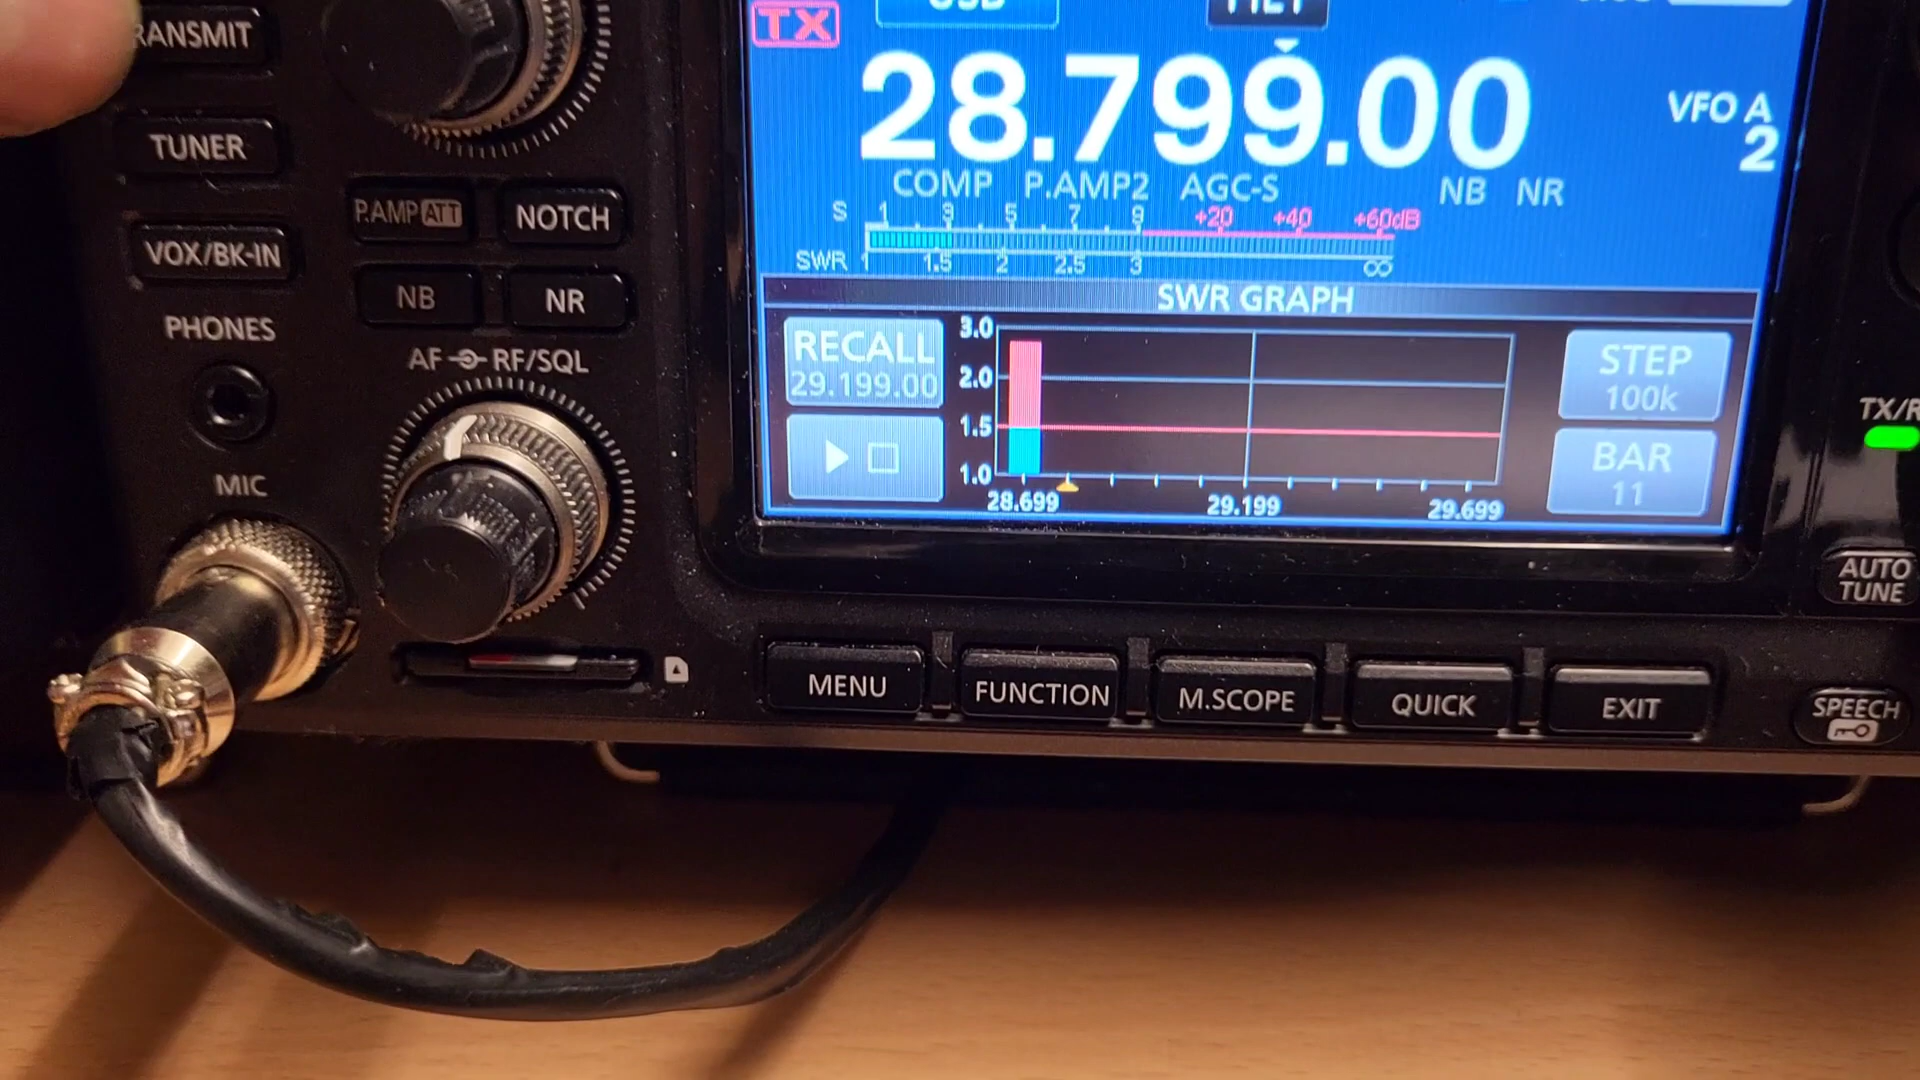 TX
28.799.00
VFO A
2
COMP P.AMP2 AGC-S NB NR
S 1 3 5 7 9 +20 +40 +60dB
SWR 1 1.5 2 2.5 3 ∞
SWR GRAPH
RECALL
29.199.00
3.0
2.0
1.5
1.0
28.699 29.199 29.699
STEP
100k
BAR
11
RANSMIT
TUNER
VOX/BK-IN
P.AMP ATT
NOTCH
NB
NR
PHONES
AF RF/SQL
MIC
TX/R
AUTO
TUNE
SPEECH
MENU
FUNCTION
M.SCOPE
QUICK
EXIT